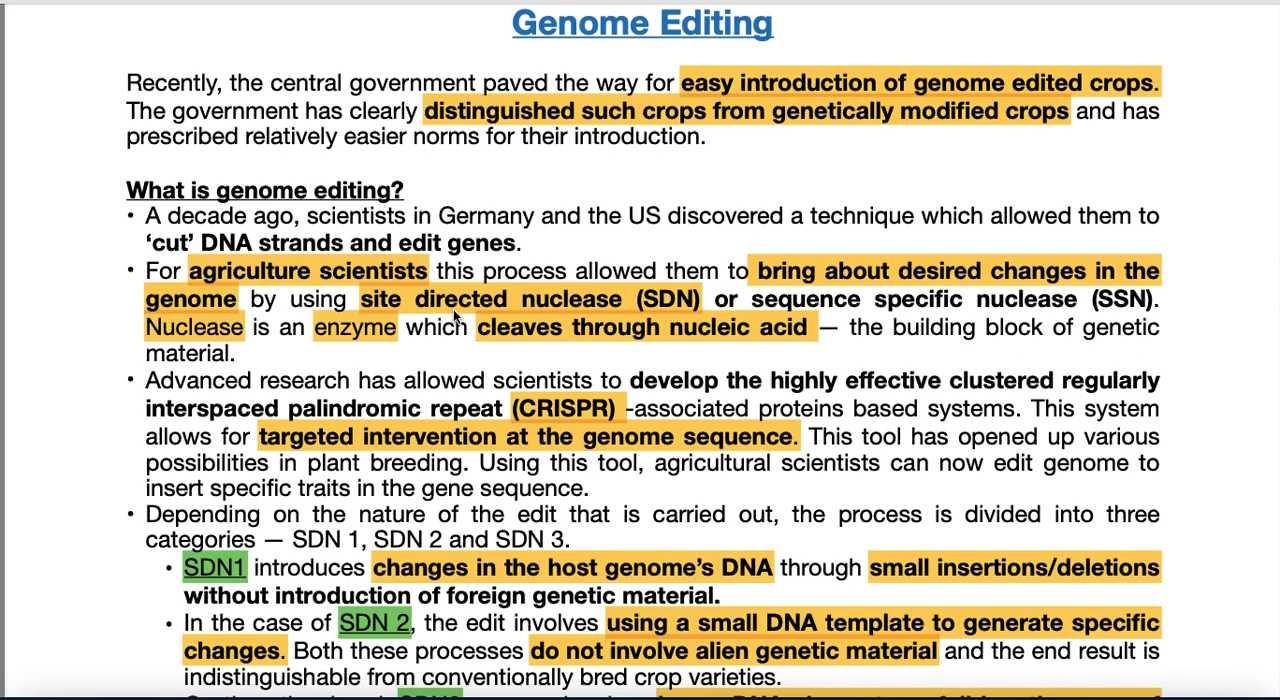 Genome Editing
Recently, the central government paved the way for easy introduction of genome edited crops.
The government has clearly distinguished such crops from genetically modified crops and has
prescribed relatively easier norms for their introduction.
What is genome editing?
• A decade ago, scientists in Germany and the US discovered a technique which allowed them to
‘cut’ DNA strands and edit genes.
• For agriculture scientists this process allowed them to bring about desired changes in the
genome by using site directed nuclease (SDN) or sequence specific nuclease (SSN).
Nuclease is an enzyme which cleaves through nucleic acid — the building block of genetic
material.
• Advanced research has allowed scientists to develop the highly effective clustered regularly
interspaced palindromic repeat (CRISPR) -associated proteins based systems. This system
allows for targeted intervention at the genome sequence. This tool has opened up various
possibilities in plant breeding. Using this tool, agricultural scientists can now edit genome to
insert specific traits in the gene sequence.
• Depending on the nature of the edit that is carried out, the process is divided into three
categories — SDN 1, SDN 2 and SDN 3.
• SDN1 introduces changes in the host genome’s DNA through small insertions/deletions
without introduction of foreign genetic material.
• In the case of SDN 2, the edit involves using a small DNA template to generate specific
changes. Both these processes do not involve alien genetic material and the end result is
indistinguishable from conventionally bred crop varieties.